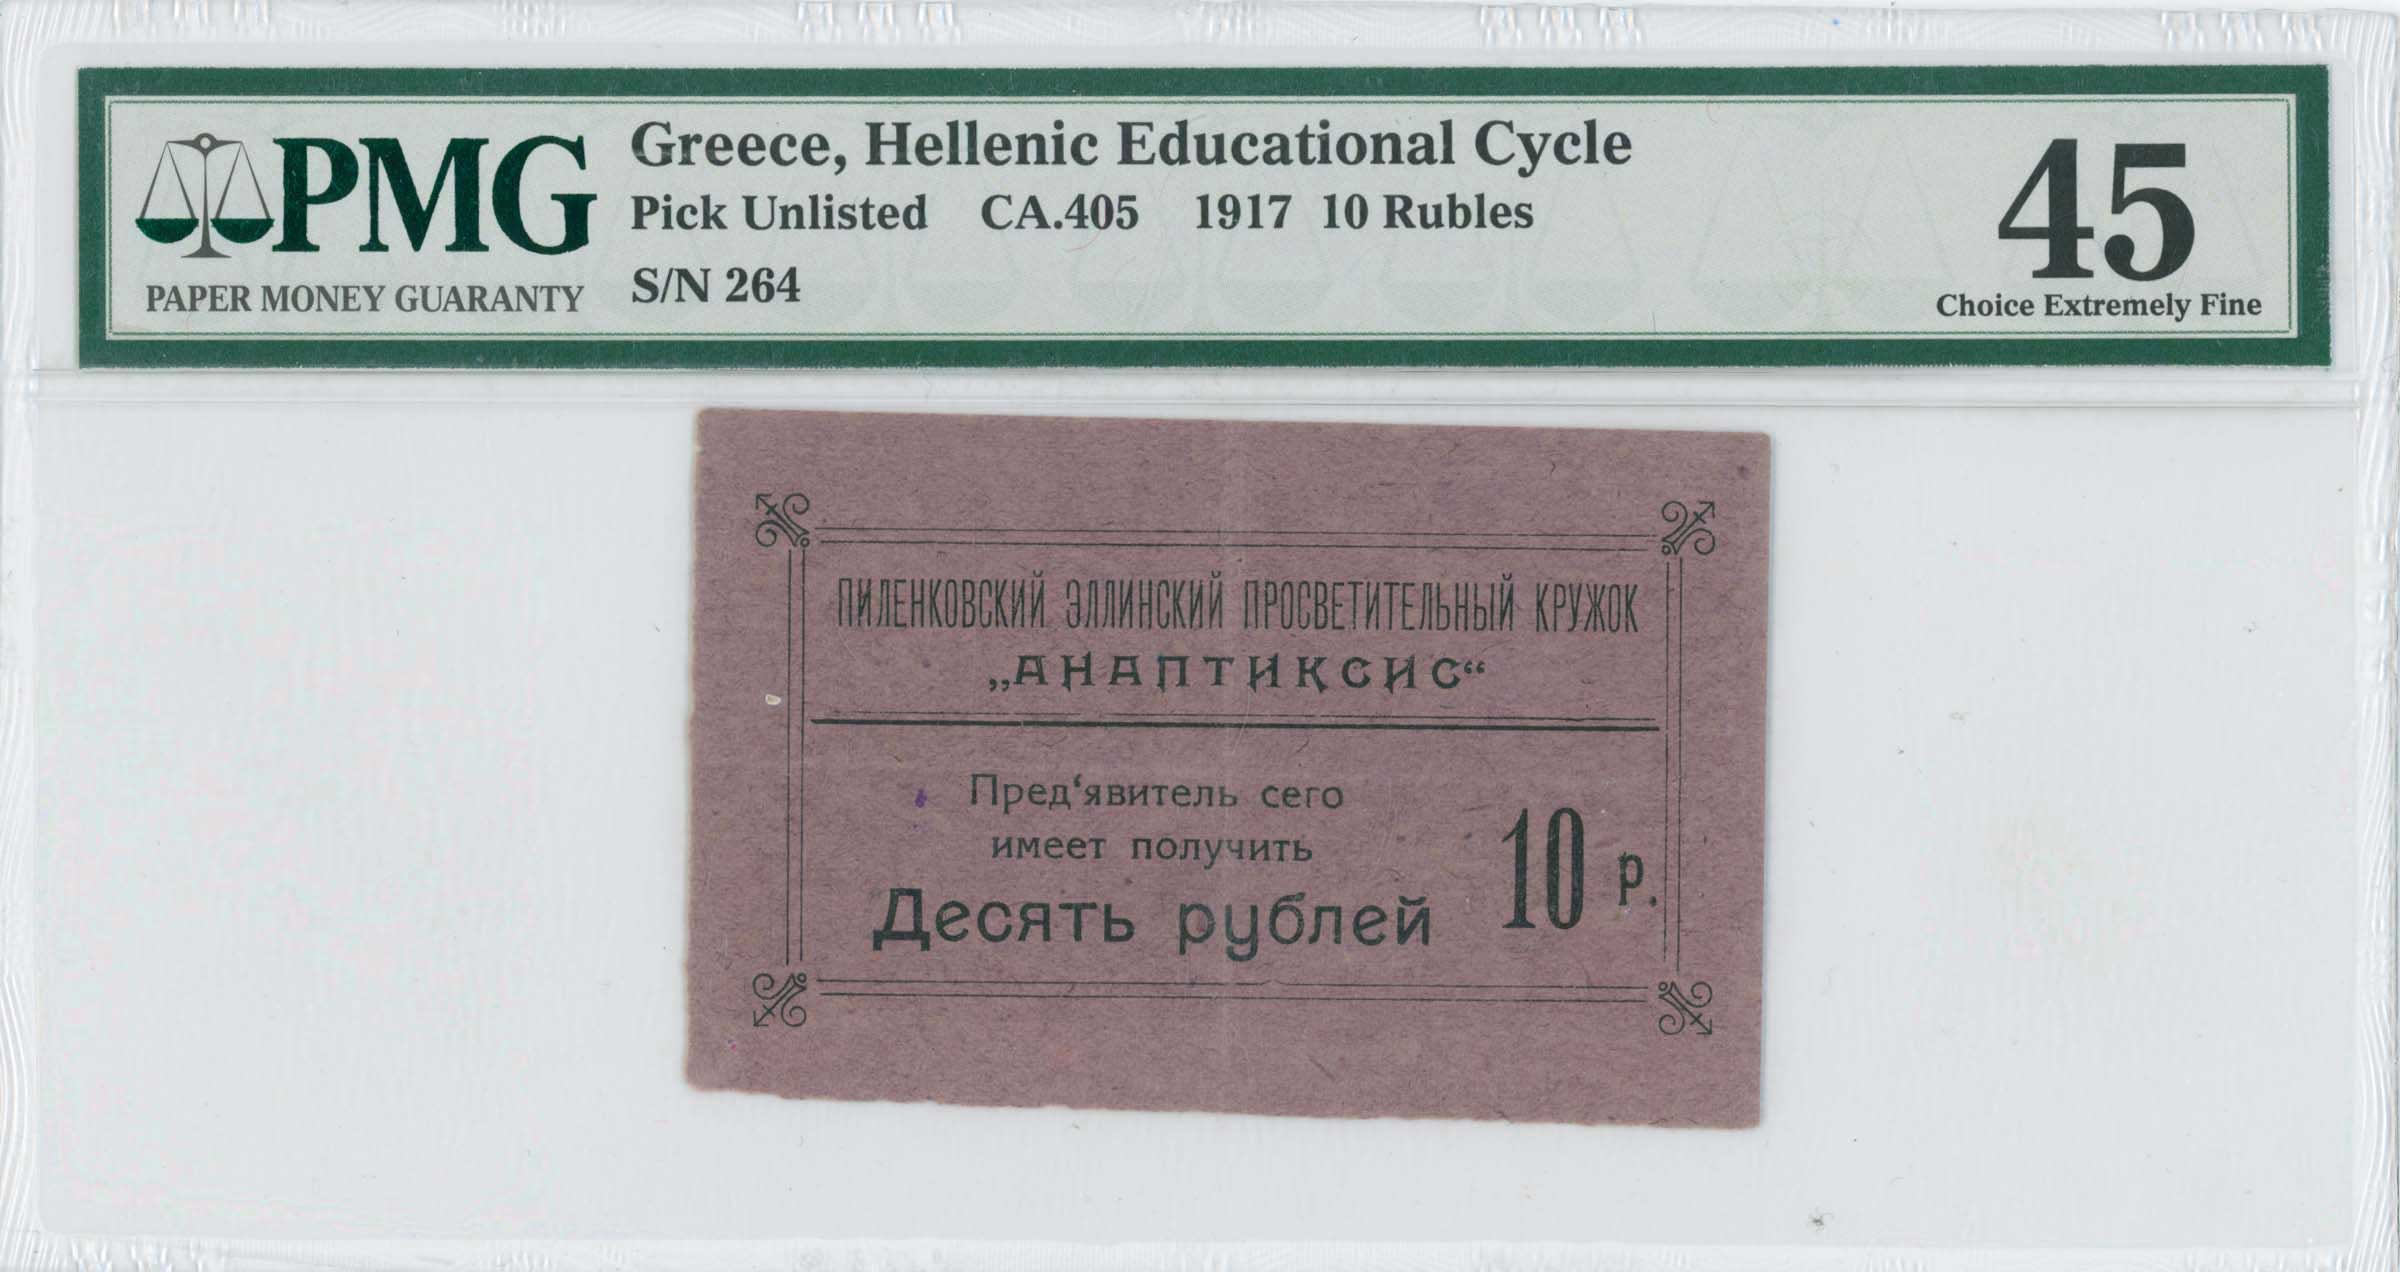 PMG
PAPER MONEY GUARANTY
Greece, Hellenic Educational Cycle
Pick Unlisted CA.405 1917 10 Rubles
S/N 264
45
Choice Extremely Fine
ПИЛЕНКОВСКИЙ ЭЛЛИНСКИЙ ПРОСВЕТИТЕЛЬНЫЙ КРУЖОК
„АНАПТИКСИС“
Пред‘явитель сего
имеет получить
Десять рублей
10 р.